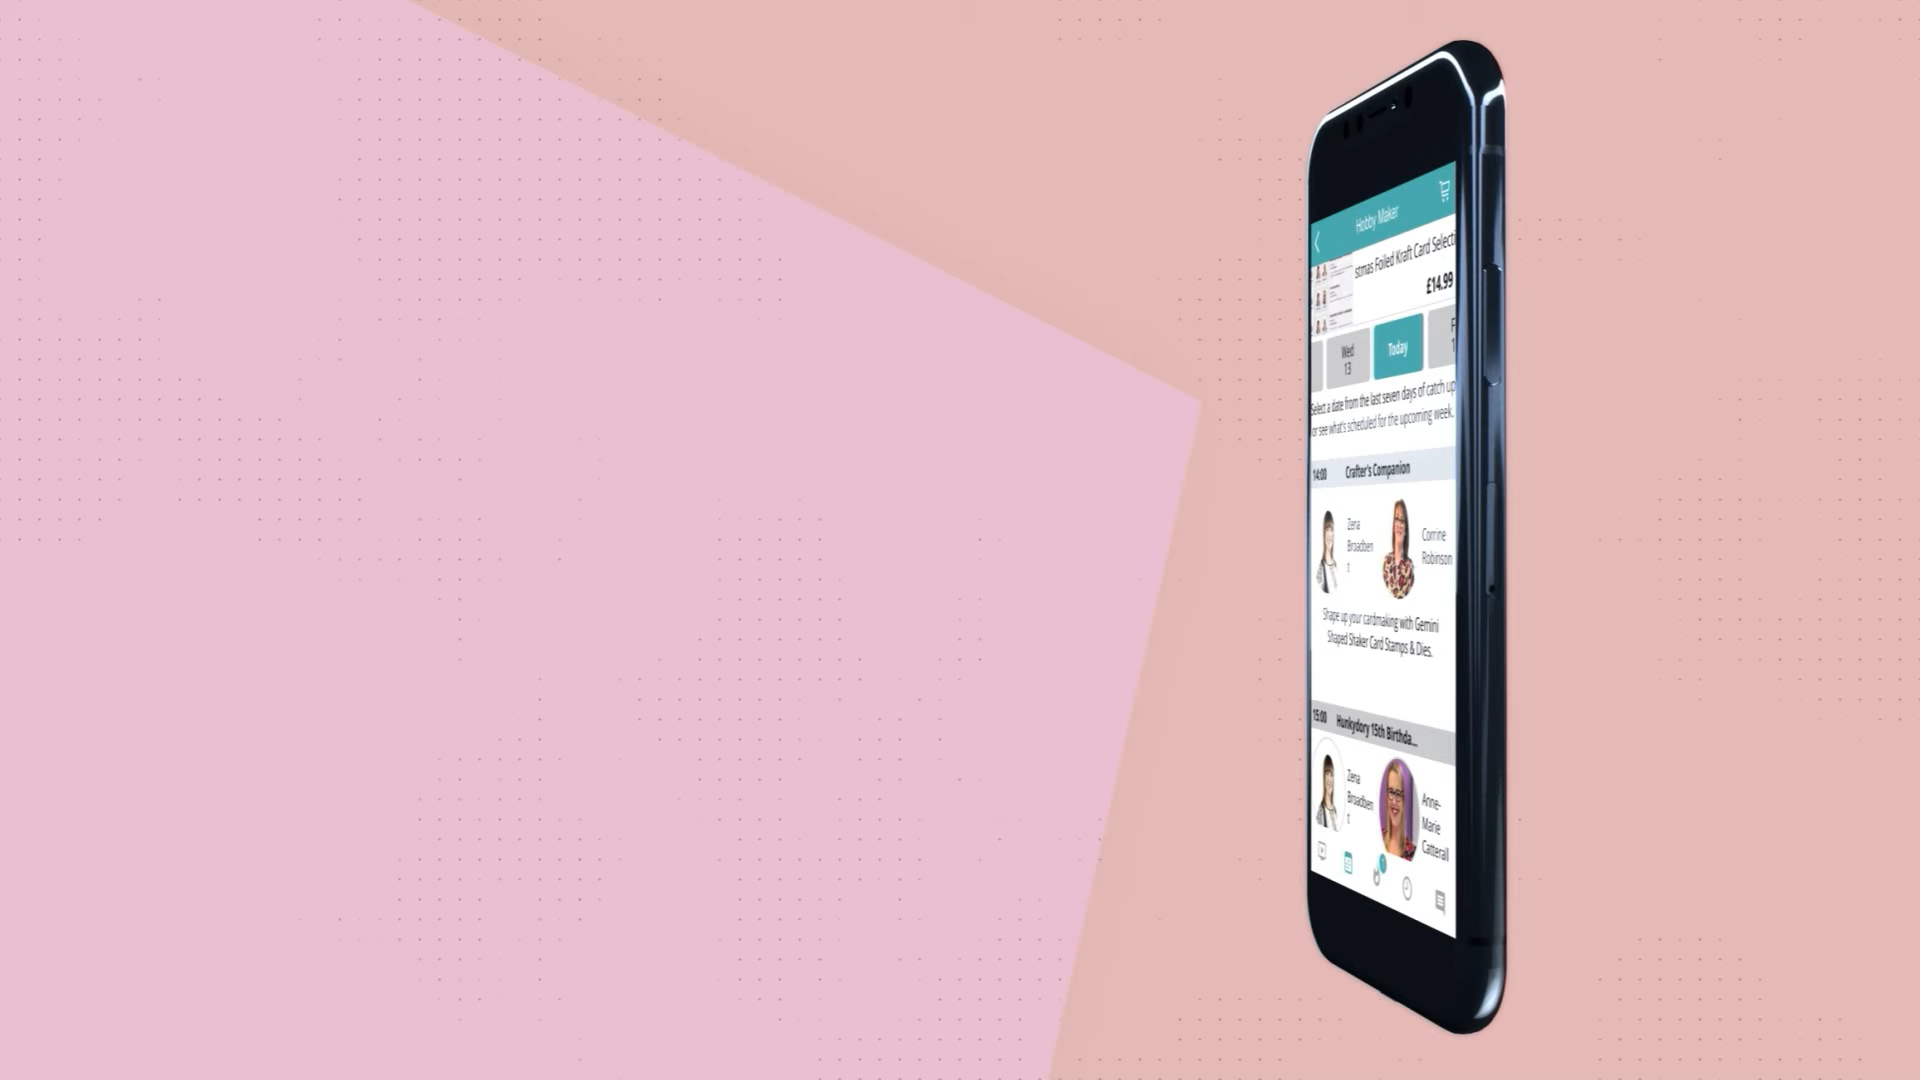 Hobby Maker
stmas Foiled Kraft Card Selecti
£14.99
Wed
13
Today
F
1
Select a date from the last seven days of catch up
or see what's scheduled for the upcoming week.
14:00 Crafter's Companion
Zena
Broadben
t
Corrine
Robinson
Shape up your cardmaking with Gemini
Shaped Shaker Card Stamps & Dies.
15:00 Hunkydory 15th Birthda...
Zena
Broadben
t
Anne-
Marie
Catterall